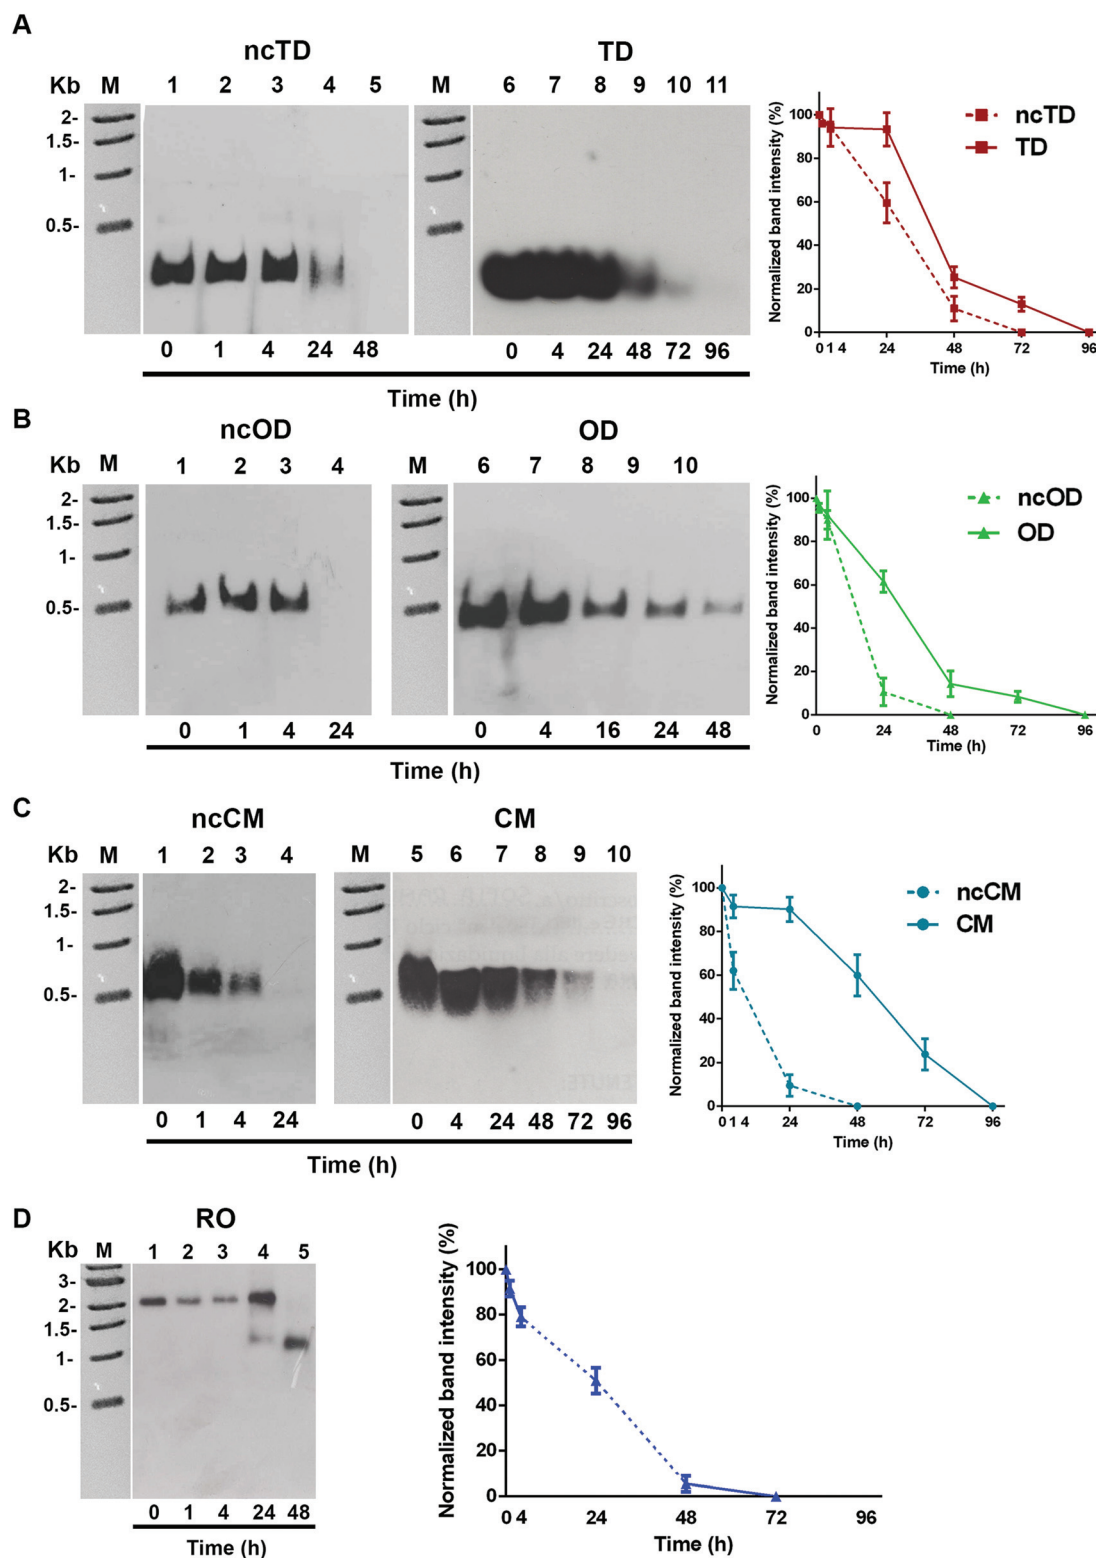 A
ncTD TD
Kb M 1 2 3 4 5 M 6 7 8 9 10 11
2-
1.5-
1-
0.5-
2-
1.5-
1-
0.5-
0 1 4 24 48 0 4 24 48 72 96
Time (h)
Normalized band intensity (%)
100
80
60
40
20
0
0 1 4 24 48 72 96
Time (h)
ncTD
TD
B
ncOD OD
Kb M 1 2 3 4 M 6 7 8 9 10
2-
1.5-
1-
0.5-
0 1 4 24 0 4 16 24 48
Time (h)
Normalized band intensity (%)
100
80
60
40
20
0
0 24 48 72 96
Time (h)
ncOD
OD
C
ncCM CM
Kb M 1 2 3 4 M 5 6 7 8 9 10
2-
1.5-
1-
0.5-
0 1 4 24 0 4 24 48 72 96
Time (h)
Normalized band intensity (%)
100
80
60
40
20
0
0 1 4 24 48 72 96
Time (h)
ncCM
CM
D
RO
Kb M 1 2 3 4 5
3-
2-
1.5-
1-
0.5-
0 1 4 24 48
Time (h)
Normalized band intensity (%)
100
80
60
40
20
0
0 4 24 48 72 96
Time (h)